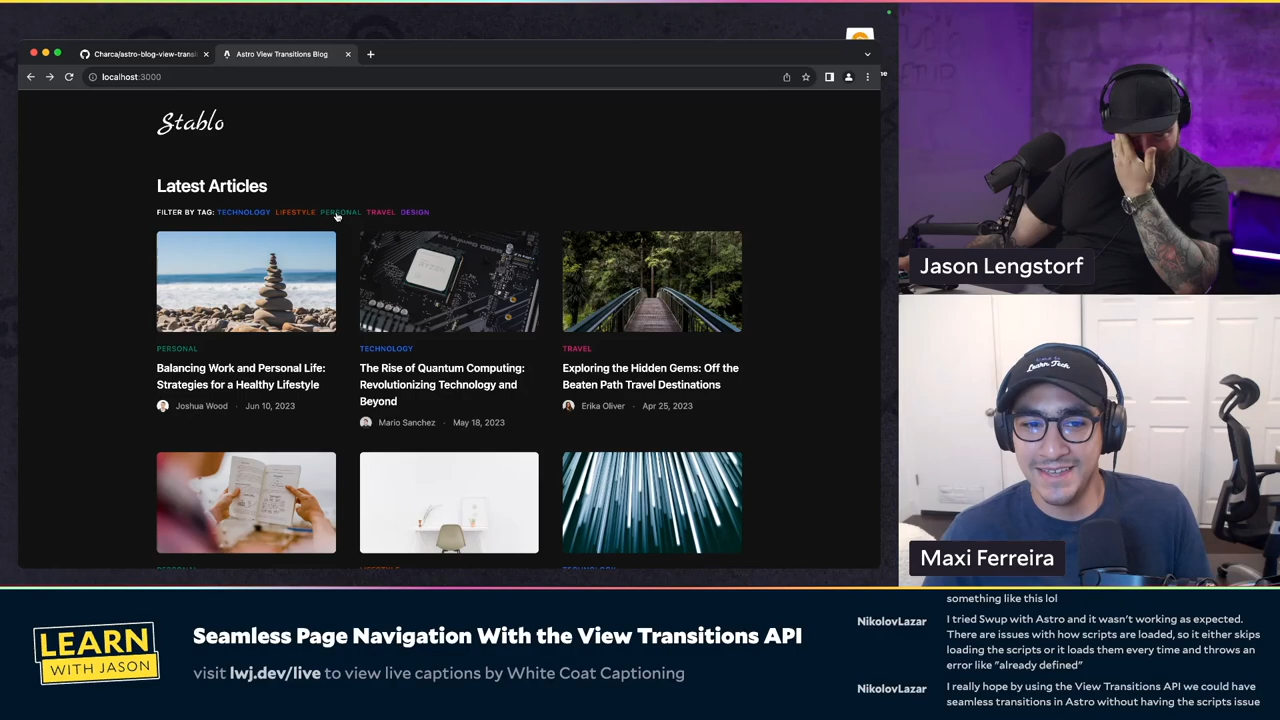 Charca/astro-blog-view-transi
Astro View Transitions Blog
localhost:3000
Stablo
Latest Articles
FILTER BY TAG: TECHNOLOGY LIFESTYLE PERSONAL TRAVEL DESIGN
PERSONAL
Balancing Work and Personal Life:
Strategies for a Healthy Lifestyle
Joshua Wood · Jun 10, 2023
RYZEN
TECHNOLOGY
The Rise of Quantum Computing:
Revolutionizing Technology and
Beyond
Mario Sanchez · May 18, 2023
TRAVEL
Exploring the Hidden Gems: Off the
Beaten Path Travel Destinations
Erika Oliver · Apr 25, 2023
Jason Lengstorf
Learn Tech
Maxi Ferreira
LEARN
WITH JASON
Seamless Page Navigation With the View Transitions API
visit lwj.dev/live to view live captions by White Coat Captioning
something like this lol
NikolovLazar
I tried Swup with Astro and it wasn't working as expected.
There are issues with how scripts are loaded, so it either skips
loading the scripts or it loads them every time and throws an
error like "already defined"
NikolovLazar
I really hope by using the View Transitions API we could have
seamless transitions in Astro without having the scripts issue